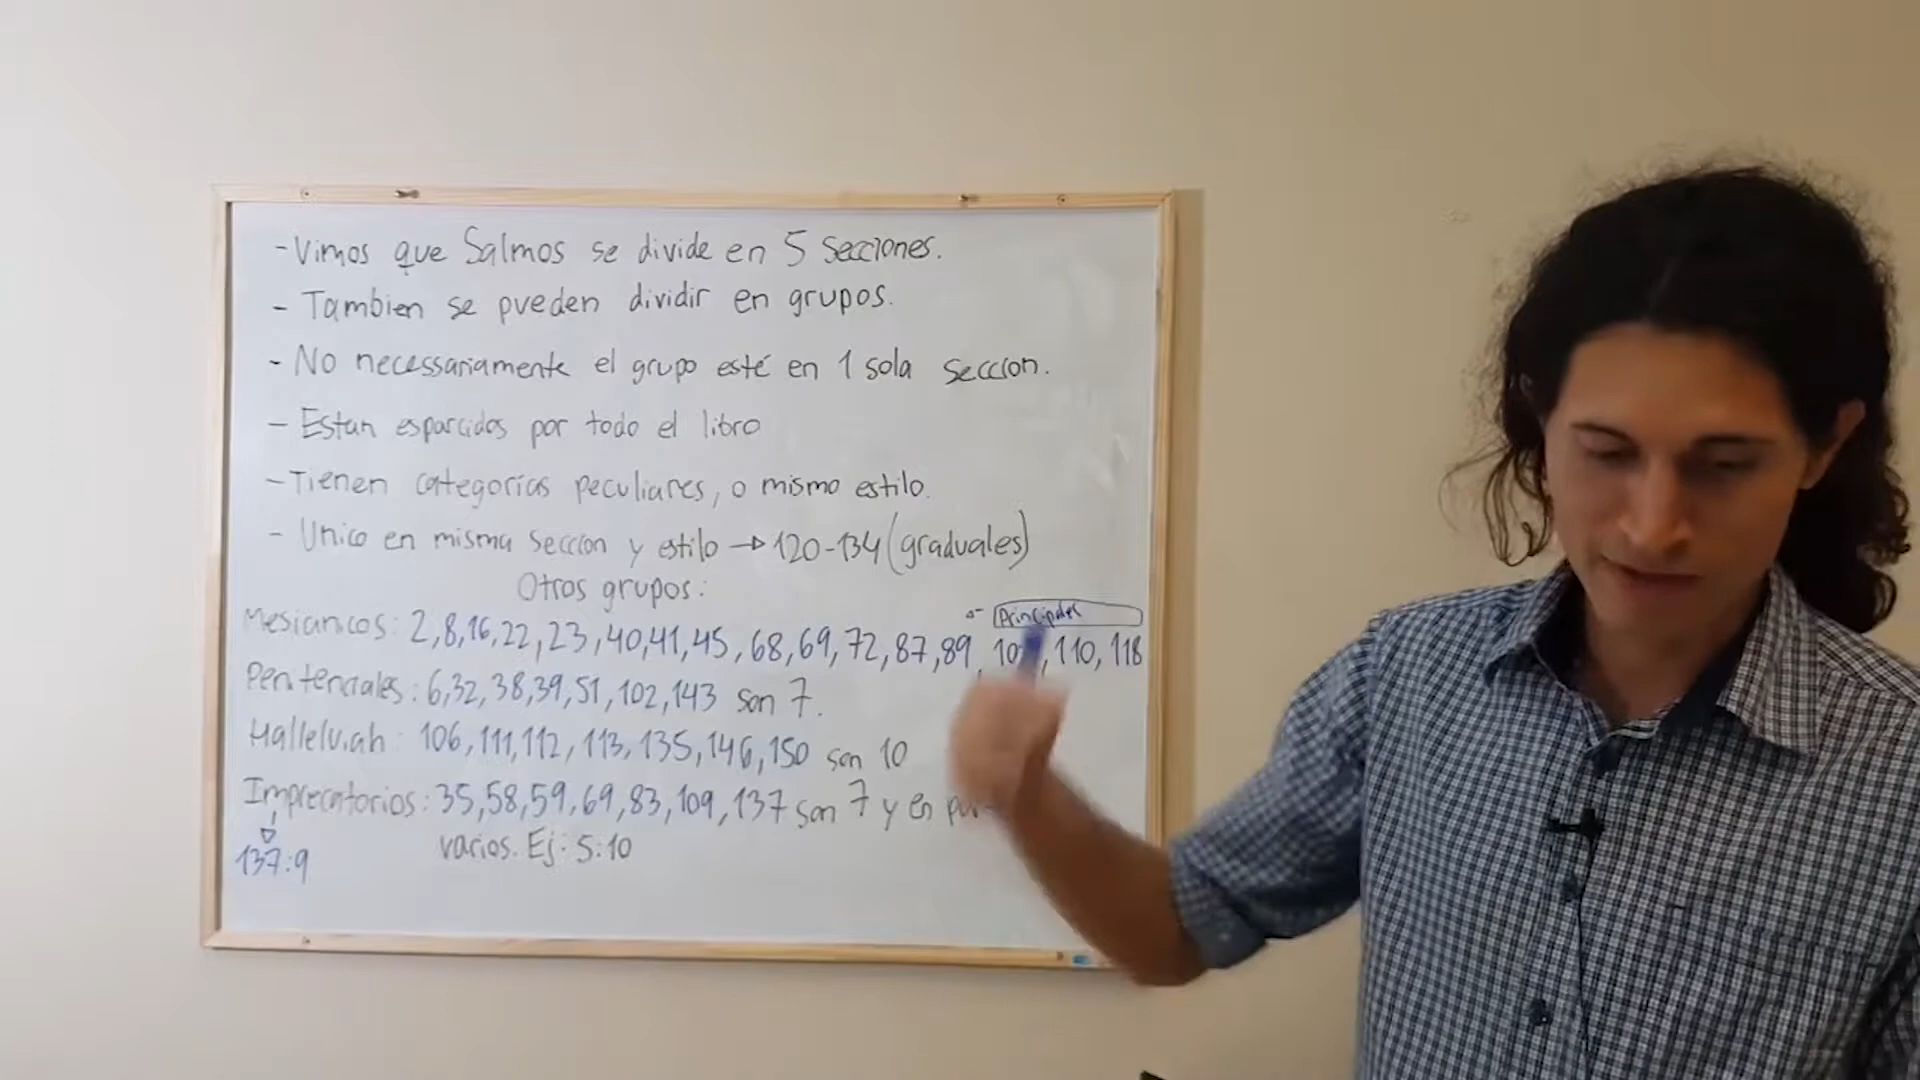 -Vimos que Salmos se divide en 5 secciones.
- Tambien se pueden dividir en grupos.
- No necessariamente el grupo esté en 1 sola seccion.
- Estan esparcidos por todo el libro
-Tienen categorias peculiares, o mismo estilo.
- Unico en misma seccion y estilo → 120-134 (graduales)
Otros grupos:
Principales
Mesianicos: 2,8,16,22,23,40,41,45,68,69,72,87,89, ,110,118
Penitenciales: 6,32,38,39,51,102,143 son 7.
Halleluiah: 106,111,112,113,135,146,150 son 10
Imprecatorios: 35,58,59,69,83,109,137 son 7 y en
varios. Ej: 5:10
137:9